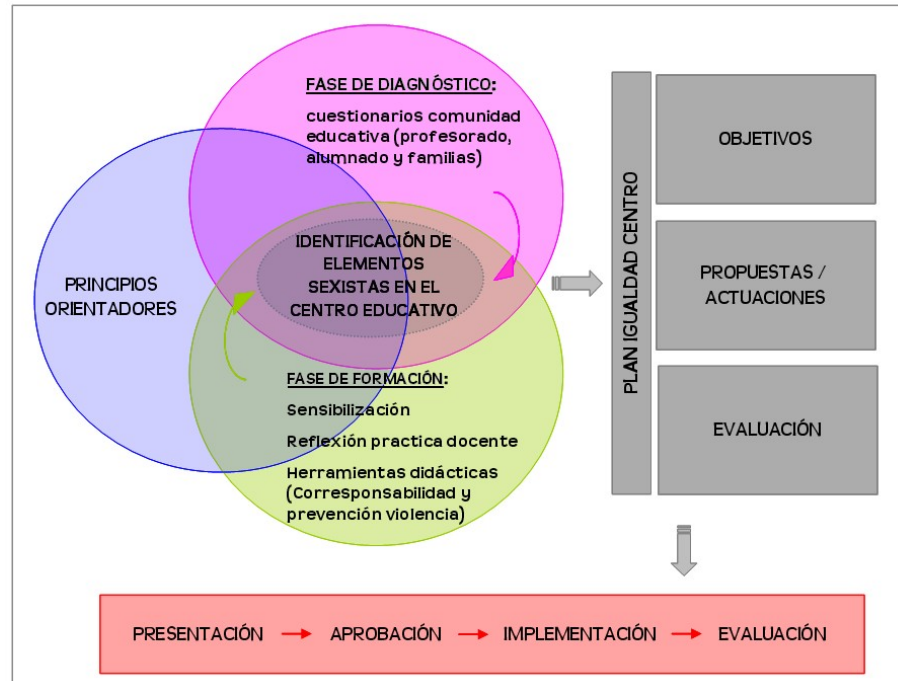 FASE DE DIAGNÓSTICO:
cuestionarios comunidad
educativa (profesorado,
alumnado y familias)
IDENTIFICACIÓN DE
ELEMENTOS
SEXISTAS EN EL
CENTRO EDUCATIVO
PRINCIPIOS
ORIENTADORES
FASE DE FORMACIÓN:
Sensibilización
Reflexión practica docente
Herramientas didácticas
(Corresponsabilidad y
prevención violencia)
PLAN IGUALDAD CENTRO
OBJETIVOS
PROPUESTAS /
ACTUACIONES
EVALUACIÓN
PRESENTACIÓN → APROBACIÓN → IMPLEMENTACIÓN → EVALUACIÓN